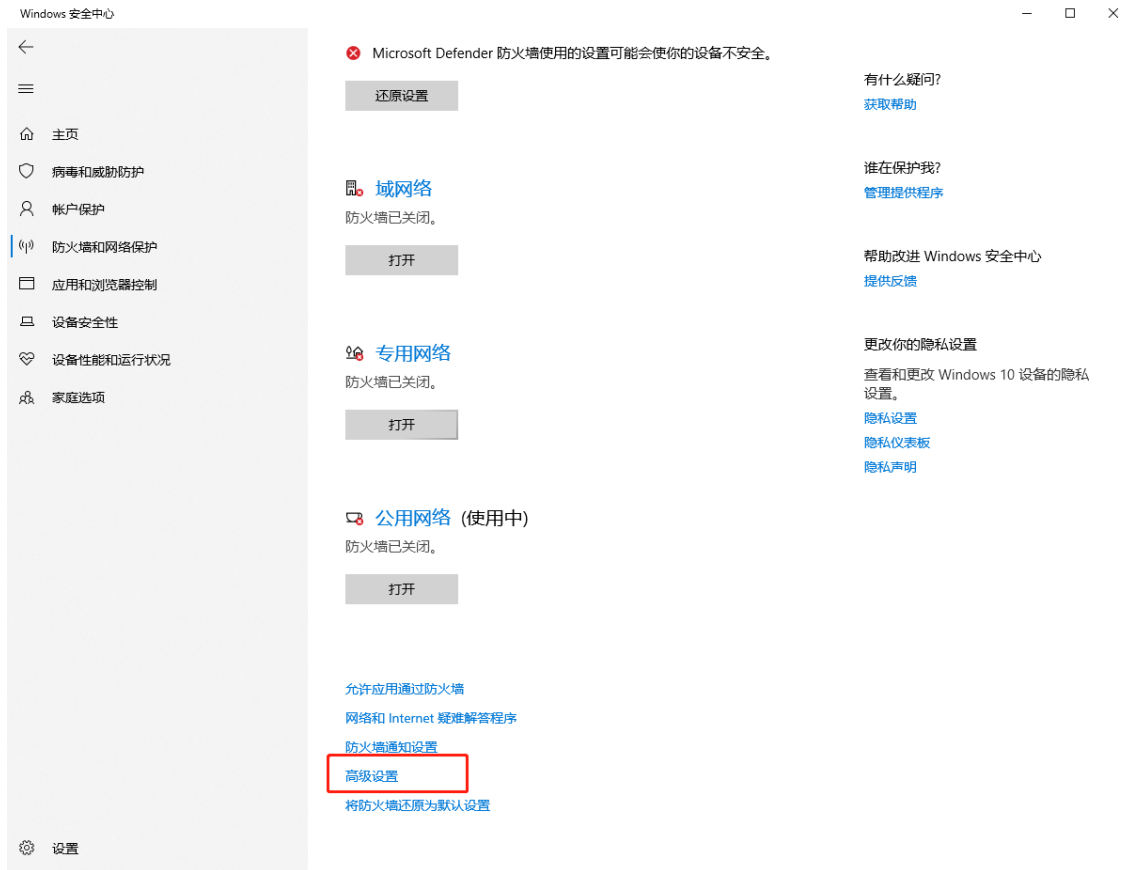 Windows 安全中心
主页
病毒和威胁防护
帐户保护
防火墙和网络保护
应用和浏览器控制
设备安全性
设备性能和运行状况
家庭选项
设置
Microsoft Defender 防火墙使用的设置可能会使你的设备不安全。
还原设置
域网络
防火墙已关闭。
打开
专用网络
防火墙已关闭。
打开
公用网络 (使用中)
防火墙已关闭。
打开
允许应用通过防火墙
网络和 Internet 疑难解答程序
防火墙通知设置
高级设置
将防火墙还原为默认设置
有什么疑问?
获取帮助
谁在保护我?
管理提供程序
帮助改进 Windows 安全中心
提供反馈
更改你的隐私设置
查看和更改 Windows 10 设备的隐私
设置。
隐私设置
隐私仪表板
隐私声明